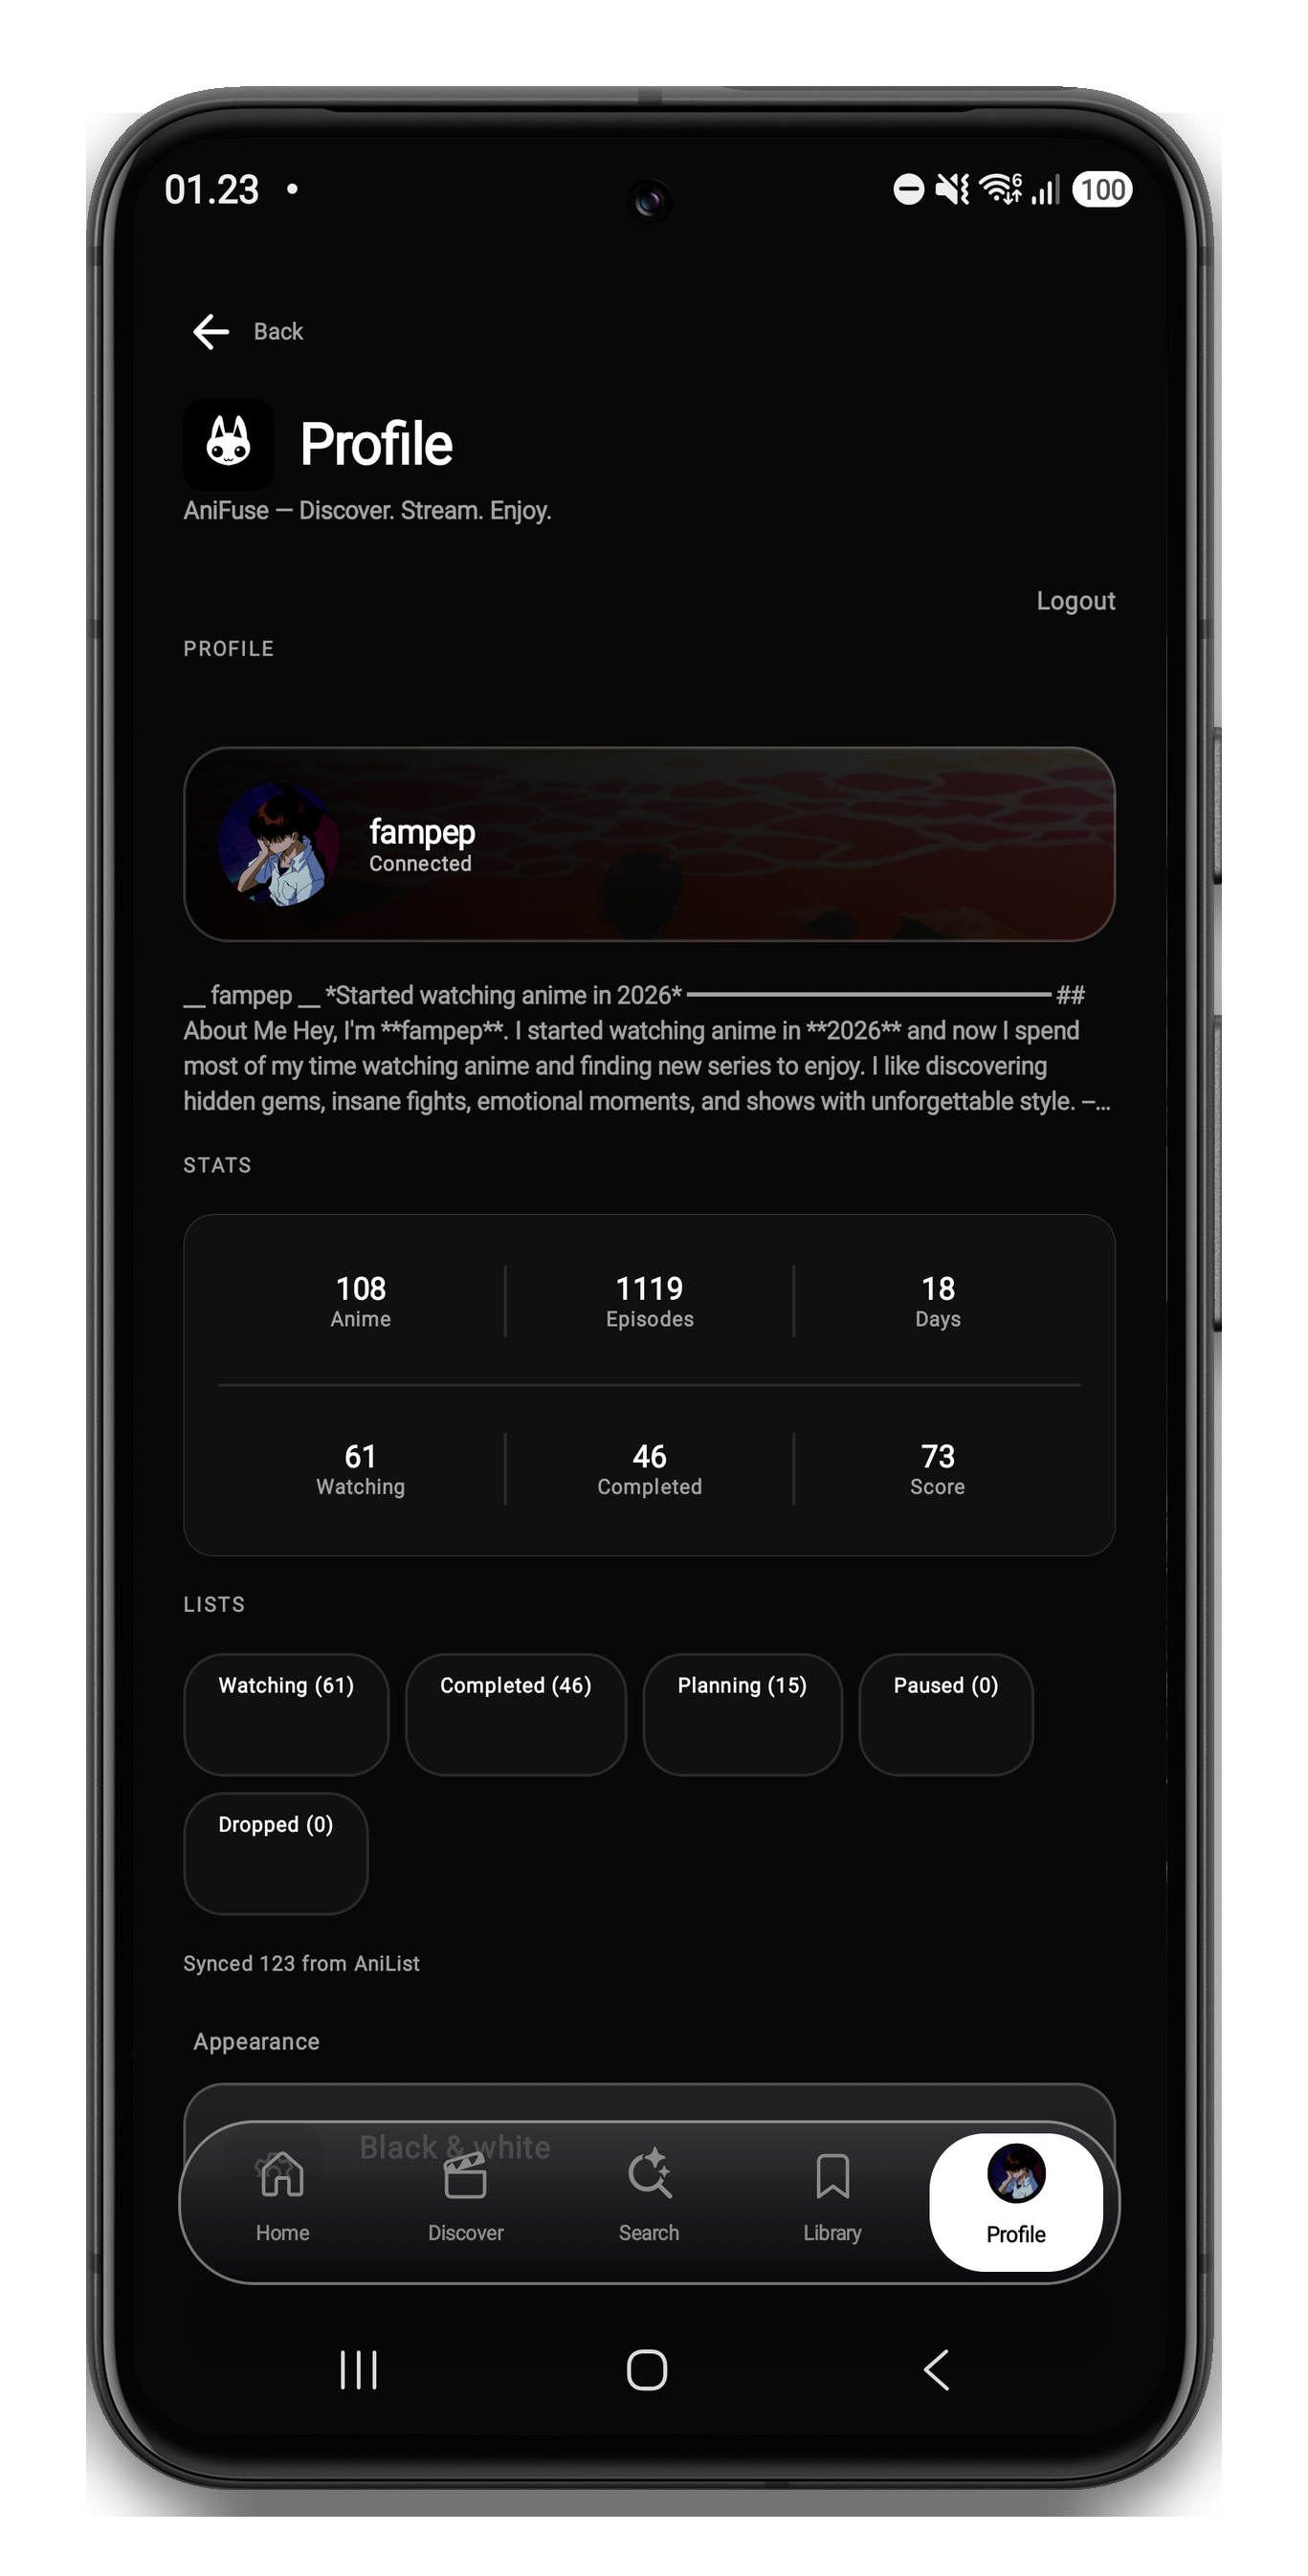 01.23 •
100
Back
Profile
AniFuse — Discover. Stream. Enjoy.
Logout
PROFILE
fampep
Connected
__ fampep __ *Started watching anime in 2026* ━━━━━━━━━━━━━━━━━━━━ ##
About Me Hey, I'm **fampep**. I started watching anime in **2026** and now I spend
most of my time watching anime and finding new series to enjoy. I like discovering
hidden gems, insane fights, emotional moments, and shows with unforgettable style. –...
STATS
108 1119 18
Anime Episodes Days
61 46 73
Watching Completed Score
LISTS
Watching (61) Completed (46) Planning (15) Paused (0)
Dropped (0)
Synced 123 from AniList
Appearance
Black & white
Home Discover Search Library Profile